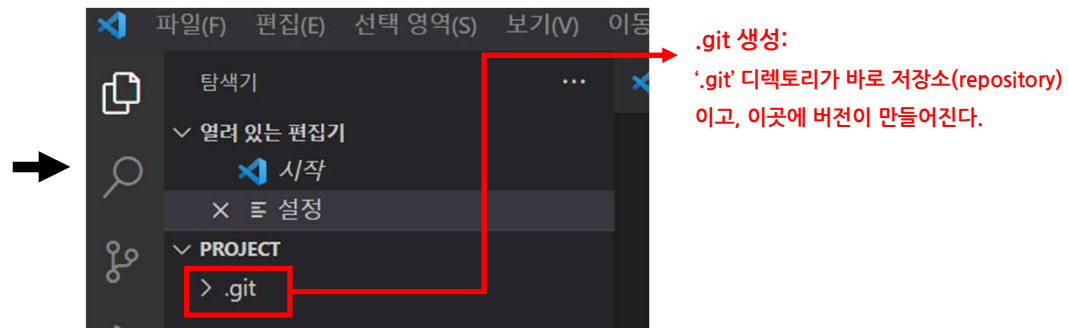 파일(F) 편집(E) 선택 영역(S) 보기(V) 이동
탐색기 ···
열려 있는 편집기
시작
설정
PROJECT
.git
.git 생성:
‘.git’ 디렉토리가 바로 저장소(repository)
이고, 이곳에 버전이 만들어진다.